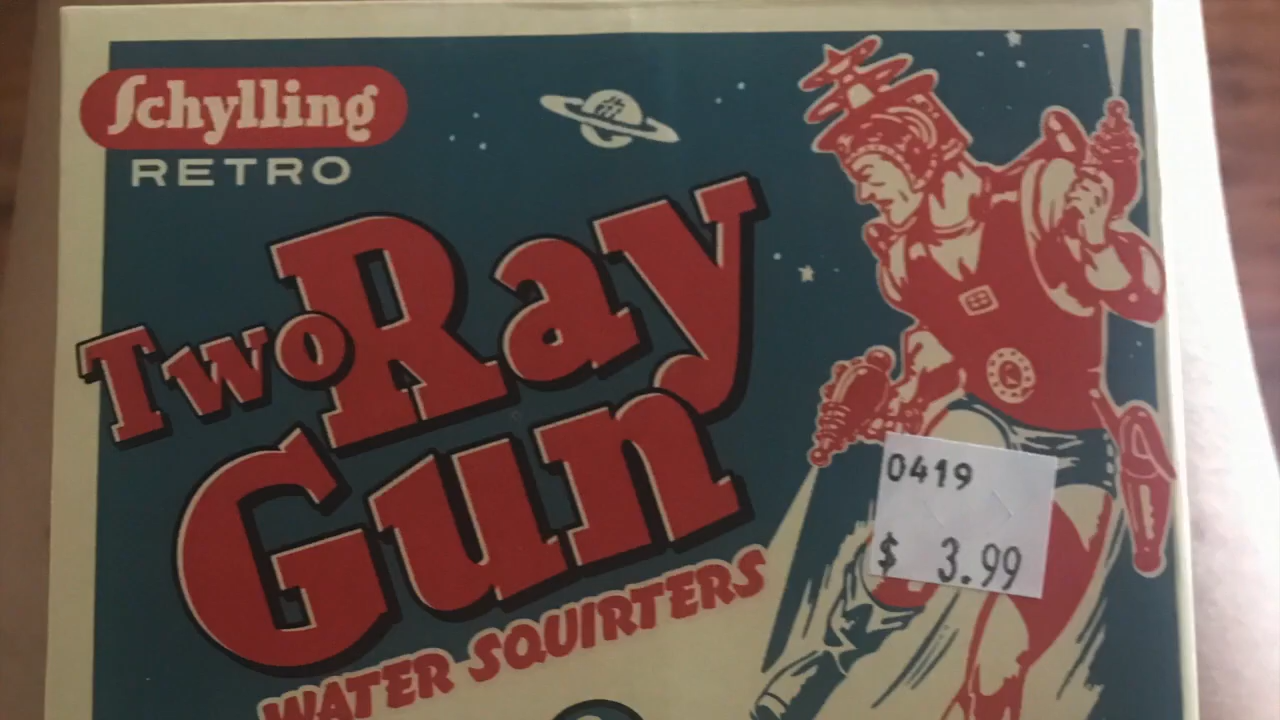 Schylling
RETRO
Two Ray
Gun
WATER SQUIRTERS
0419
$ 3.99